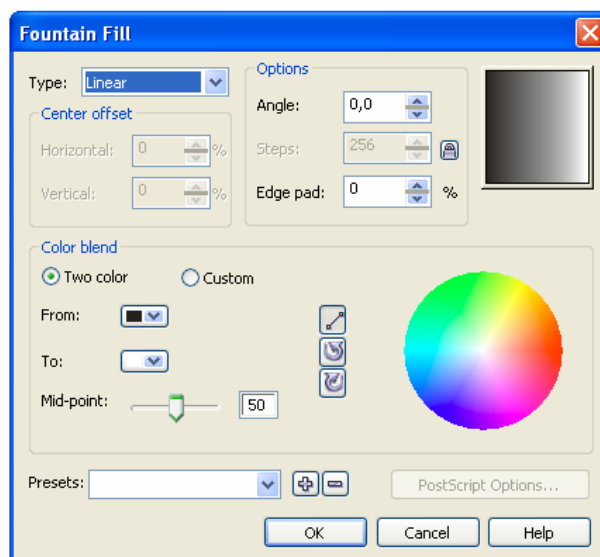 Fountain Fill
Type: Linear
Options
Angle: 0,0
Center offset
Horizontal: 0 %
Steps: 256
Vertical: 0 %
Edge pad: 0 %
Color blend
Two color Custom
From:
To:
Mid-point: 50
Presets:
PostScript Options...
OK Cancel Help